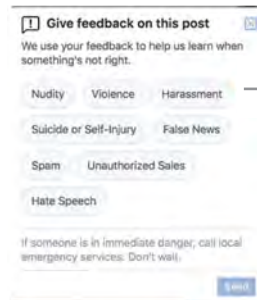 Give feedback on this post
We use your feedback to help us learn when
something's not right.
Nudity Violence Harassment
Suicide or Self-Injury False News
Spam Unauthorized Sales
Hate Speech
If someone is in immediate danger, call local
emergency services. Don't wait.
Send